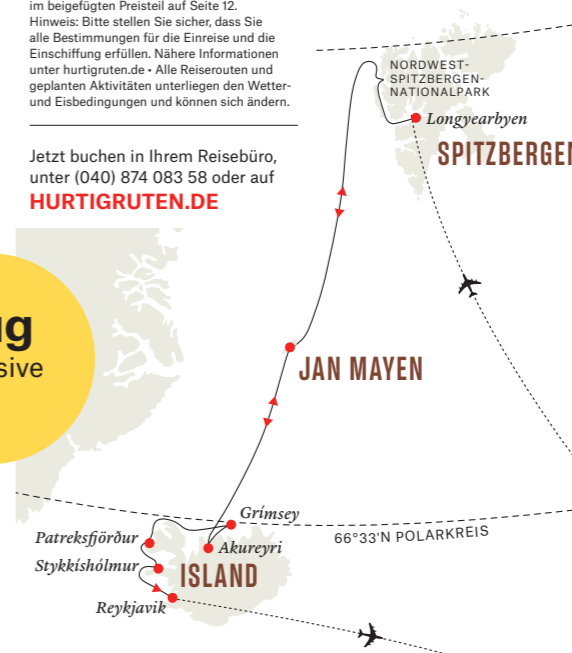 im beigefügten Preisteil auf Seite 12.
Hinweis: Bitte stellen Sie sicher, dass Sie
alle Bestimmungen für die Einreise und die
Einschiffung erfüllen. Nähere Informationen
unter hurtigruten.de • Alle Reiserouten und
geplanten Aktivitäten unterliegen den Wetter-
und Eisbedingungen und können sich ändern.
Jetzt buchen in Ihrem Reisebüro,
unter (040) 874 083 58 oder auf
HURTIGRUTEN.DE
NORDWEST-
SPITZBERGEN-
NATIONALPARK
Longyearbyen
SPITZBERGEN
JAN MAYEN
Grímsey
66°33'N POLARKREIS
Patreksfjörður
Akureyri
Stykkishólmur
ISLAND
Reykjavik